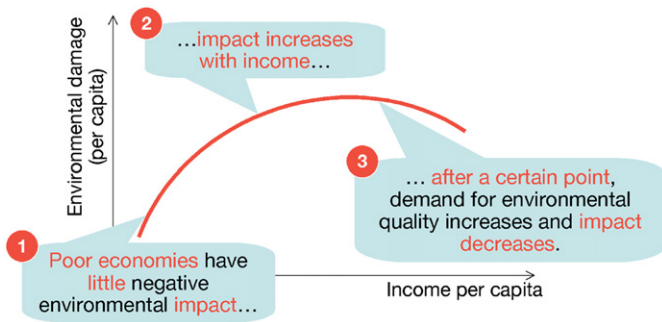 Environmental damage
(per capita)
2
…impact increases
with income…
3
… after a certain point,
demand for environmental
quality increases and impact
decreases.
1
Poor economies have
little negative
environmental impact…
Income per capita